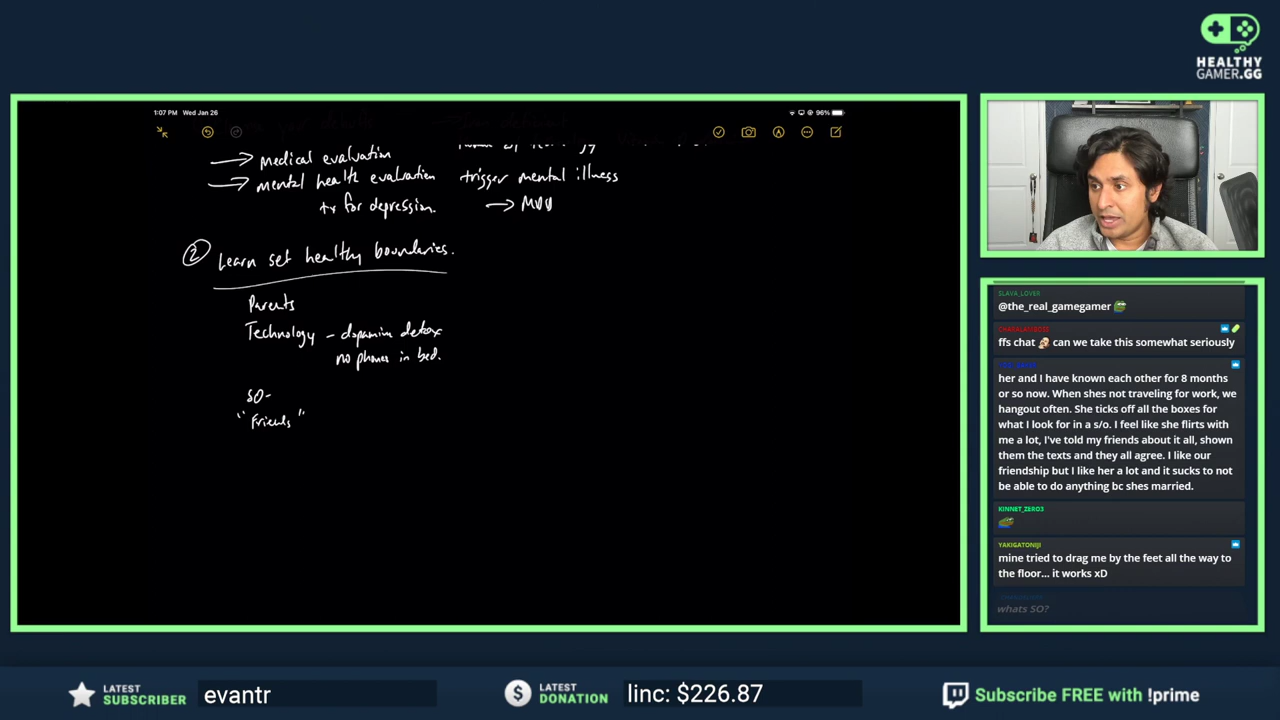 HEALTHY
GAMER.GG
1:07 PM Wed Jan 26
96%
→ medical evaluation
→ mental health evaluation
tx for depression.
trigger mental illness
→ MDD
② Learn set healthy boundaries.
Parents
Technology - dopamine detox
no phones in bed.
SO-
"Friends"
SLAVA_LOVER
@the_real_gamegamer
ffs chat can we take this somewhat seriously
her and I have known each other for 8 months
or so now. When shes not traveling for work, we
hangout often. She ticks off all the boxes for
what I look for in a s/o. I feel like she flirts with
me a lot, I've told my friends about it all, shown
them the texts and they all agree. I like our
friendship but I like her a lot and it sucks to not
be able to do anything bc shes married.
KINNET_ZERO3
YAKIGATONIJI
mine tried to drag me by the feet all the way to
the floor... it works xD
whats SO?
LATEST
SUBSCRIBER
evantr
LATEST
DONATION
linc: $226.87
Subscribe FREE with !prime